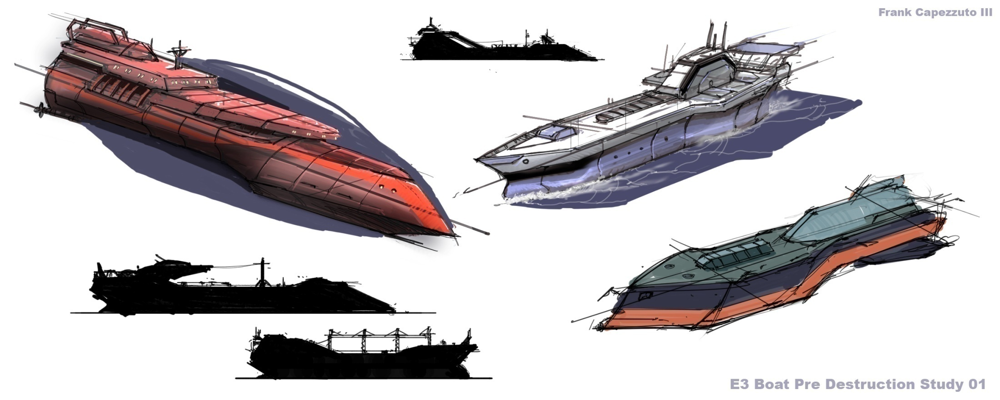 Frank Capezzuto III
E3 Boat Pre Destruction Study 01